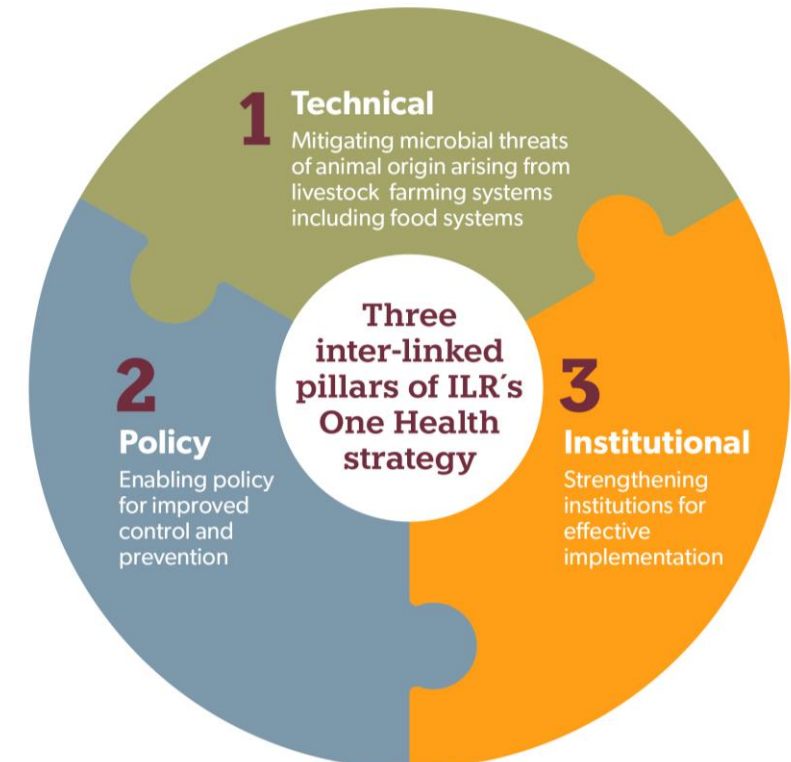 Three
inter-linked
pillars of ILR´s
One Health
strategy
1
Technical
Mitigating microbial threats
of animal origin arising from
livestock farming systems
including food systems
2
Policy
Enabling policy
for improved
control and
prevention
3
Institutional
Strengthening
institutions for
effective
implementation